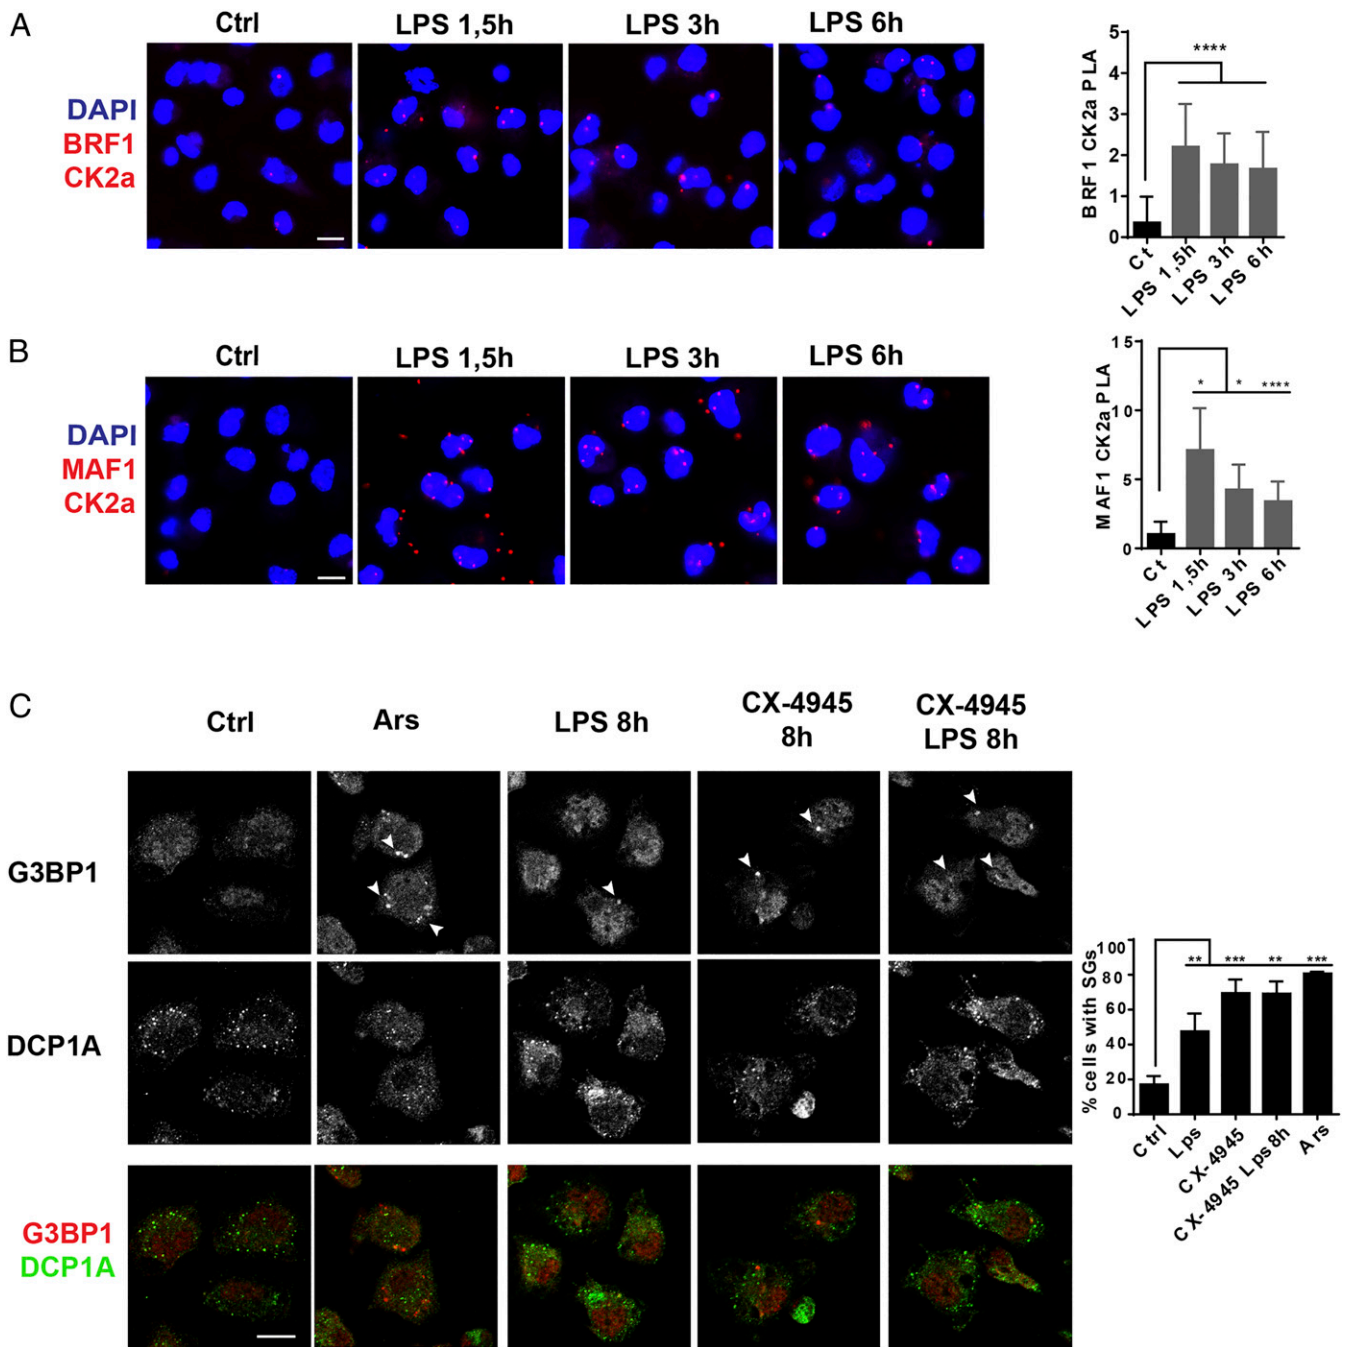 A
Ctrl
LPS 1,5h
LPS 3h
LPS 6h
DAPI
BRF1
CK2a
BRF1 CK2a PLA
5
4
3
2
1
0
****
Ct
LPS 1,5h
LPS 3h
LPS 6h
B
Ctrl
LPS 1,5h
LPS 3h
LPS 6h
DAPI
MAF1
CK2a
MAF1 CK2a PLA
15
10
5
0
* * ****
Ct
LPS 1,5h
LPS 3h
LPS 6h
C
Ctrl
Ars
LPS 8h
CX-4945
8h
CX-4945
LPS 8h
G3BP1
DCP1A
G3BP1
DCP1A
% cells with SGs
100
80
60
40
20
0
** *** ** ***
Ctrl
Lps
CX-4945
CX-4945 Lps8h
Ars